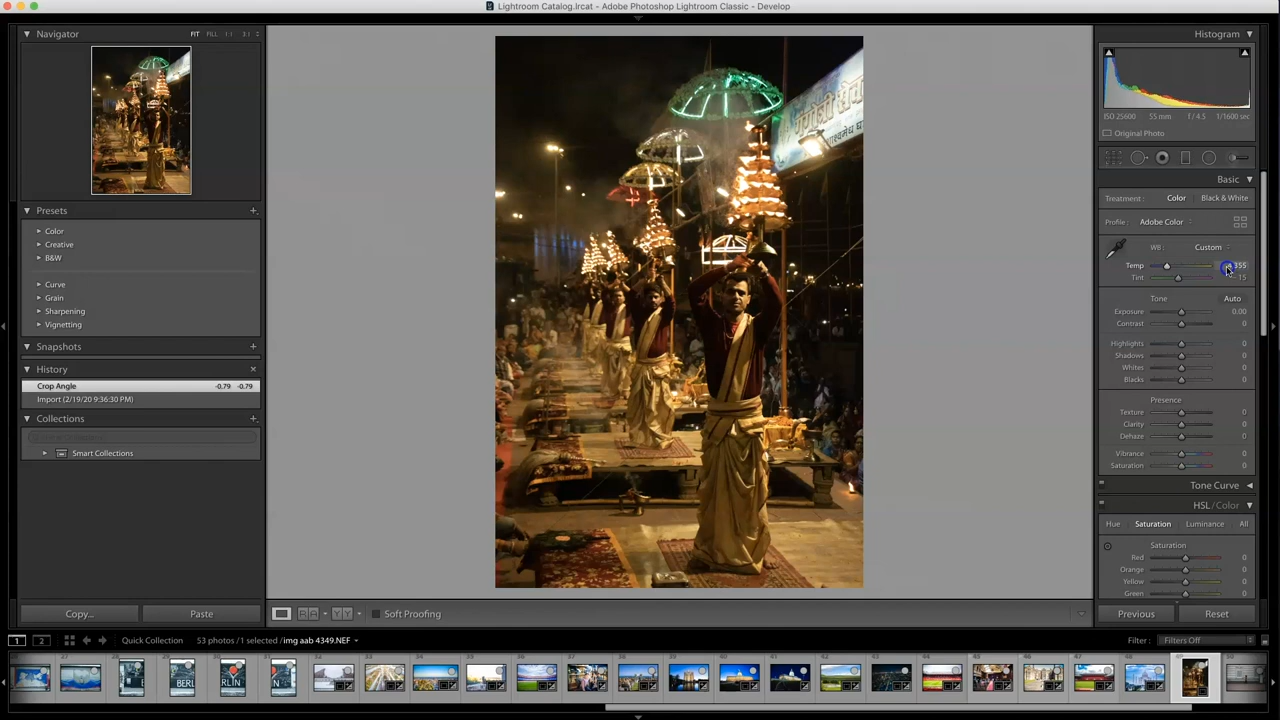 Lightroom Catalog.lrcat - Adobe Photoshop Lightroom Classic - Develop
Navigator FIT FILL 1:1 3:1
Histogram
ISO 25600 55 mm f / 4.5 1/1600 sec
Original Photo
Basic
Treatment : Color Black & White
Profile : Adobe Color
WB : Custom
Temp
Tint – 15
Tone Auto
Exposure 0.00
Contrast 0
Highlights 0
Shadows 0
Whites 0
Blacks 0
Presence
Texture 0
Clarity 0
Dehaze 0
Vibrance 0
Saturation 0
Tone Curve
HSL / Color
Hue Saturation Luminance All
Saturation
Red 0
Orange 0
Yellow 0
Green 0
Previous Reset
Presets
Color
Creative
B&W
Curve
Grain
Sharpening
Vignetting
Snapshots
History
Crop Angle -0.79 -0.79
Import (2/19/20 9:36:30 PM)
Collections
Smart Collections
Copy... Paste
Soft Proofing
1 2 Quick Collection 53 photos / 1 selected / img aab 4349.NEF
Filter : Filters Off
BERL
RLIN